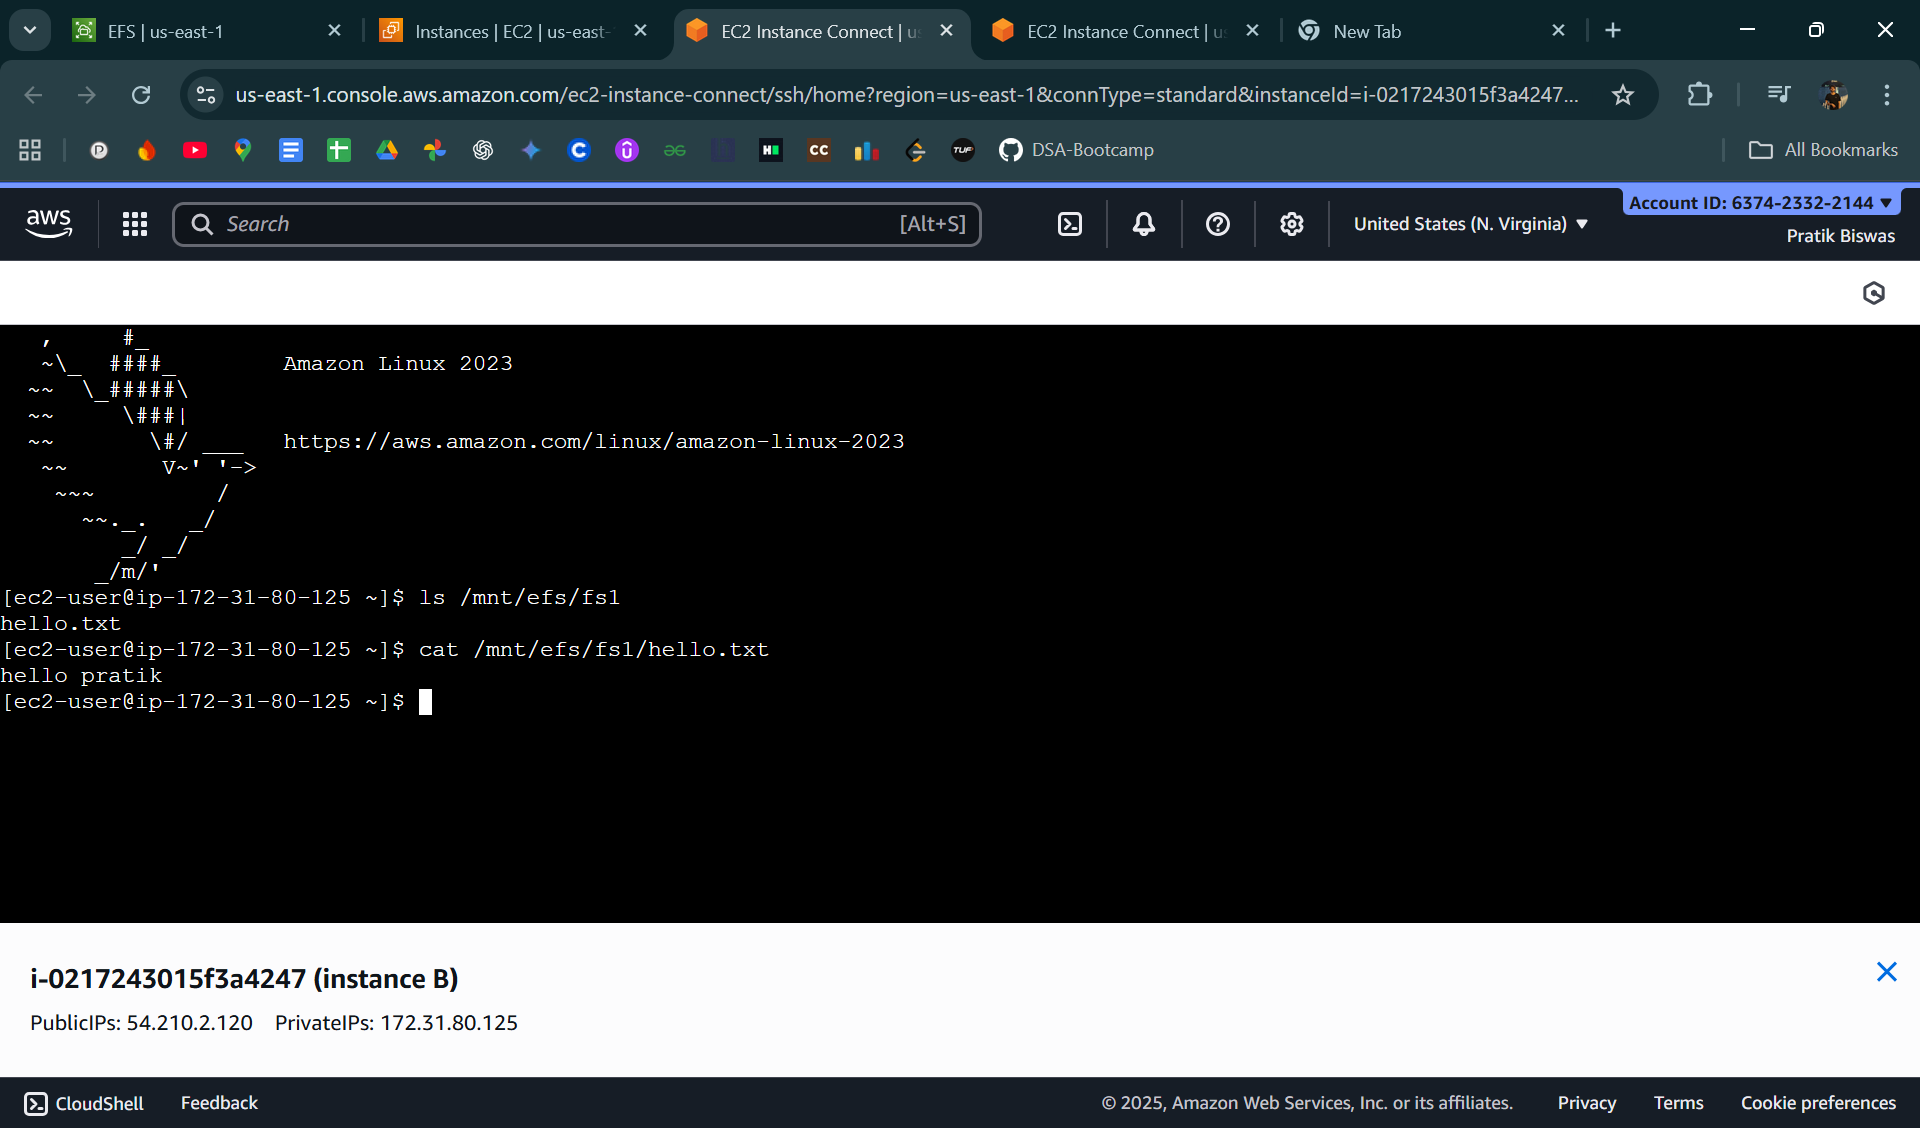 EFS | us-east-1
Instances | EC2 | us-east-
EC2 Instance Connect | us
EC2 Instance Connect | us
New Tab
us-east-1.console.aws.amazon.com/ec2-instance-connect/ssh/home?region=us-east-1&connType=standard&instanceId=i-0217243015f3a4247...
CC
TUF
DSA-Bootcamp
All Bookmarks
aws
Search
[Alt+S]
United States (N. Virginia)
Account ID: 6374-2332-2144
Pratik Biswas
   ,     #_
   ~\_  ####_        Amazon Linux 2023
  ~~  \_#####\
  ~~     \###|
  ~~       \#/ ___   https://aws.amazon.com/linux/amazon-linux-2023
   ~~       V~' '->
    ~~~         /
      ~~._.   _/
         _/ _/
       _/m/'
[ec2-user@ip-172-31-80-125 ~]$ ls /mnt/efs/fs1
hello.txt
[ec2-user@ip-172-31-80-125 ~]$ cat /mnt/efs/fs1/hello.txt
hello pratik
[ec2-user@ip-172-31-80-125 ~]$
i-0217243015f3a4247 (instance B)
PublicIPs: 54.210.2.120 PrivateIPs: 172.31.80.125
CloudShell
Feedback
© 2025, Amazon Web Services, Inc. or its affiliates.
Privacy
Terms
Cookie preferences